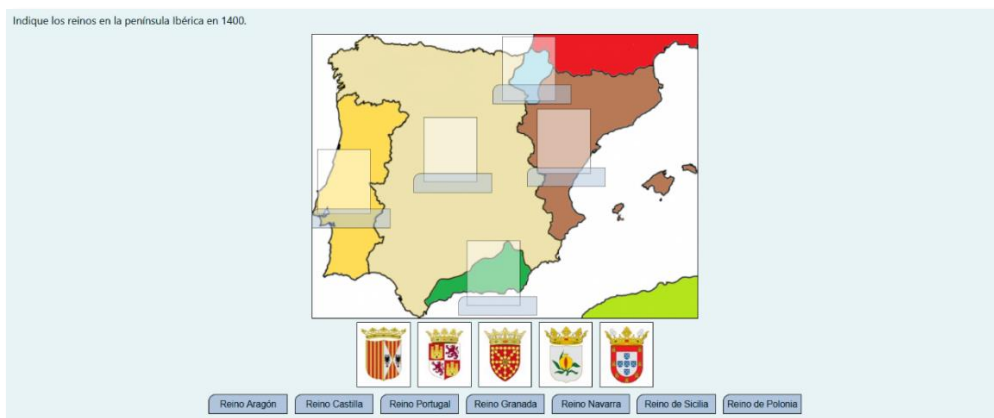 Indique los reinos en la península Ibérica en 1400.
Reino Aragón Reino Castilla Reino Portugal Reino Granada Reino Navarra Reino de Sicilia Reino de Polonia